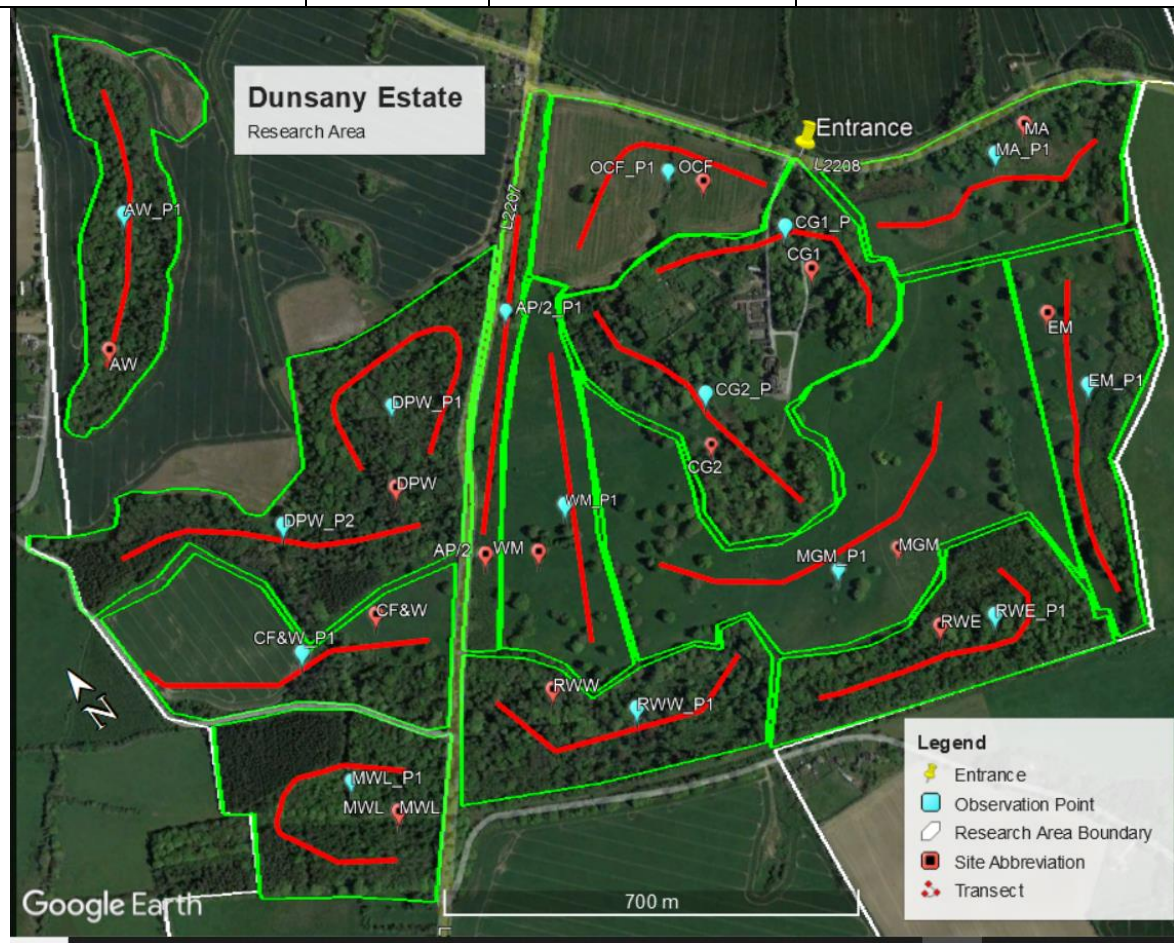 Dunsany Estate
Research Area
Entrance
L2208
L2207
MA
MA_P1
OCF_P1
OCF
CG1_P
CG1
AW_P1
AW
AP/2_P1
EM
EM_P1
DPW_P1
CG2_P
CG2
DPW
DPW_P2
WM_P1
AP/2
WM
MGM_P1
MGM
CF&W
CF&W_P1
RWE
RWE_P1
RWW
RWW_P1
MWL_P1
MWL
MWL
N
Legend
Entrance
Observation Point
Research Area Boundary
Site Abbreviation
Transect
Google Earth
700 m